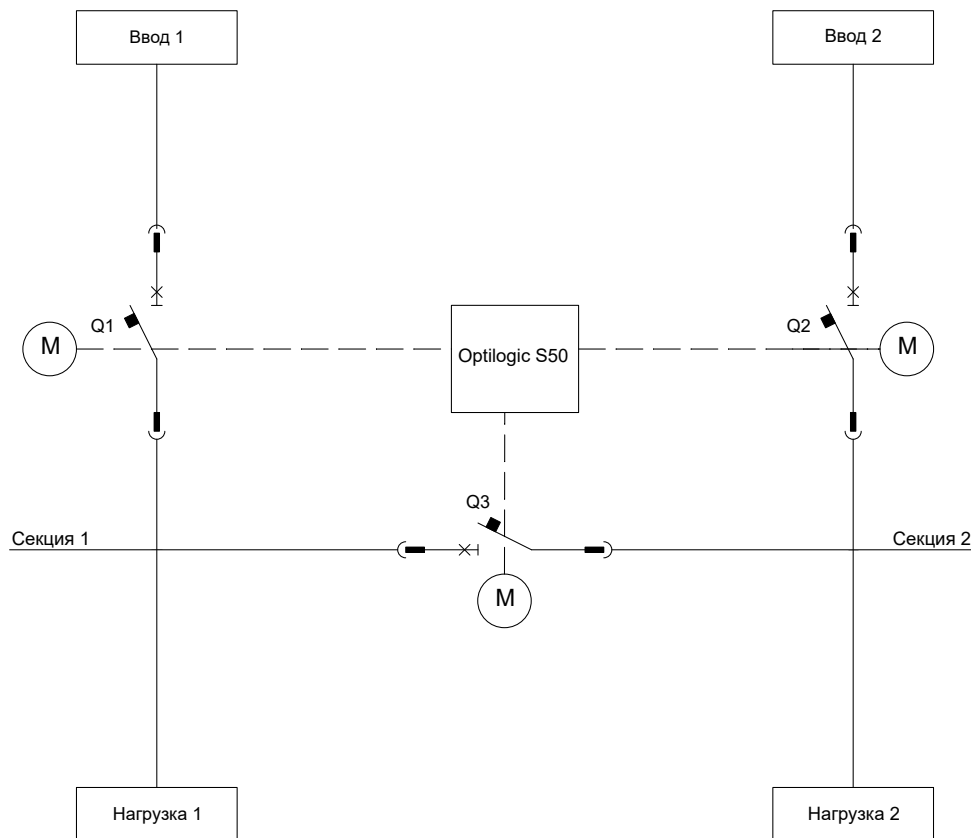 Ввод 1
Ввод 2
Q1
M
Optilogic S50
Q2
M
Q3
Секция 1
Секция 2
M
Нагрузка 1
Нагрузка 2